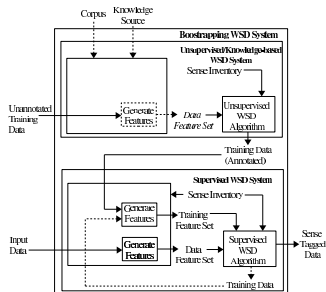 Corpus
Knowledge
Source
Boostrapping WSD System
Unsupervised/Knowledge-based
WSD System
Sense Inventory
Unannotated
Training
Data
Generate
Features
Data
Feature Set
Unsupervised
WSD
Algorithm
Training Data
(Annotated)
Supervised WSD System
Sense Inventory
Generate
Features
Training
Feature Set
Input
Data
Generate
Features
Data
Feature Set
Supervised
WSD
Algorithm
Sense
Tagged
Data
Training Data